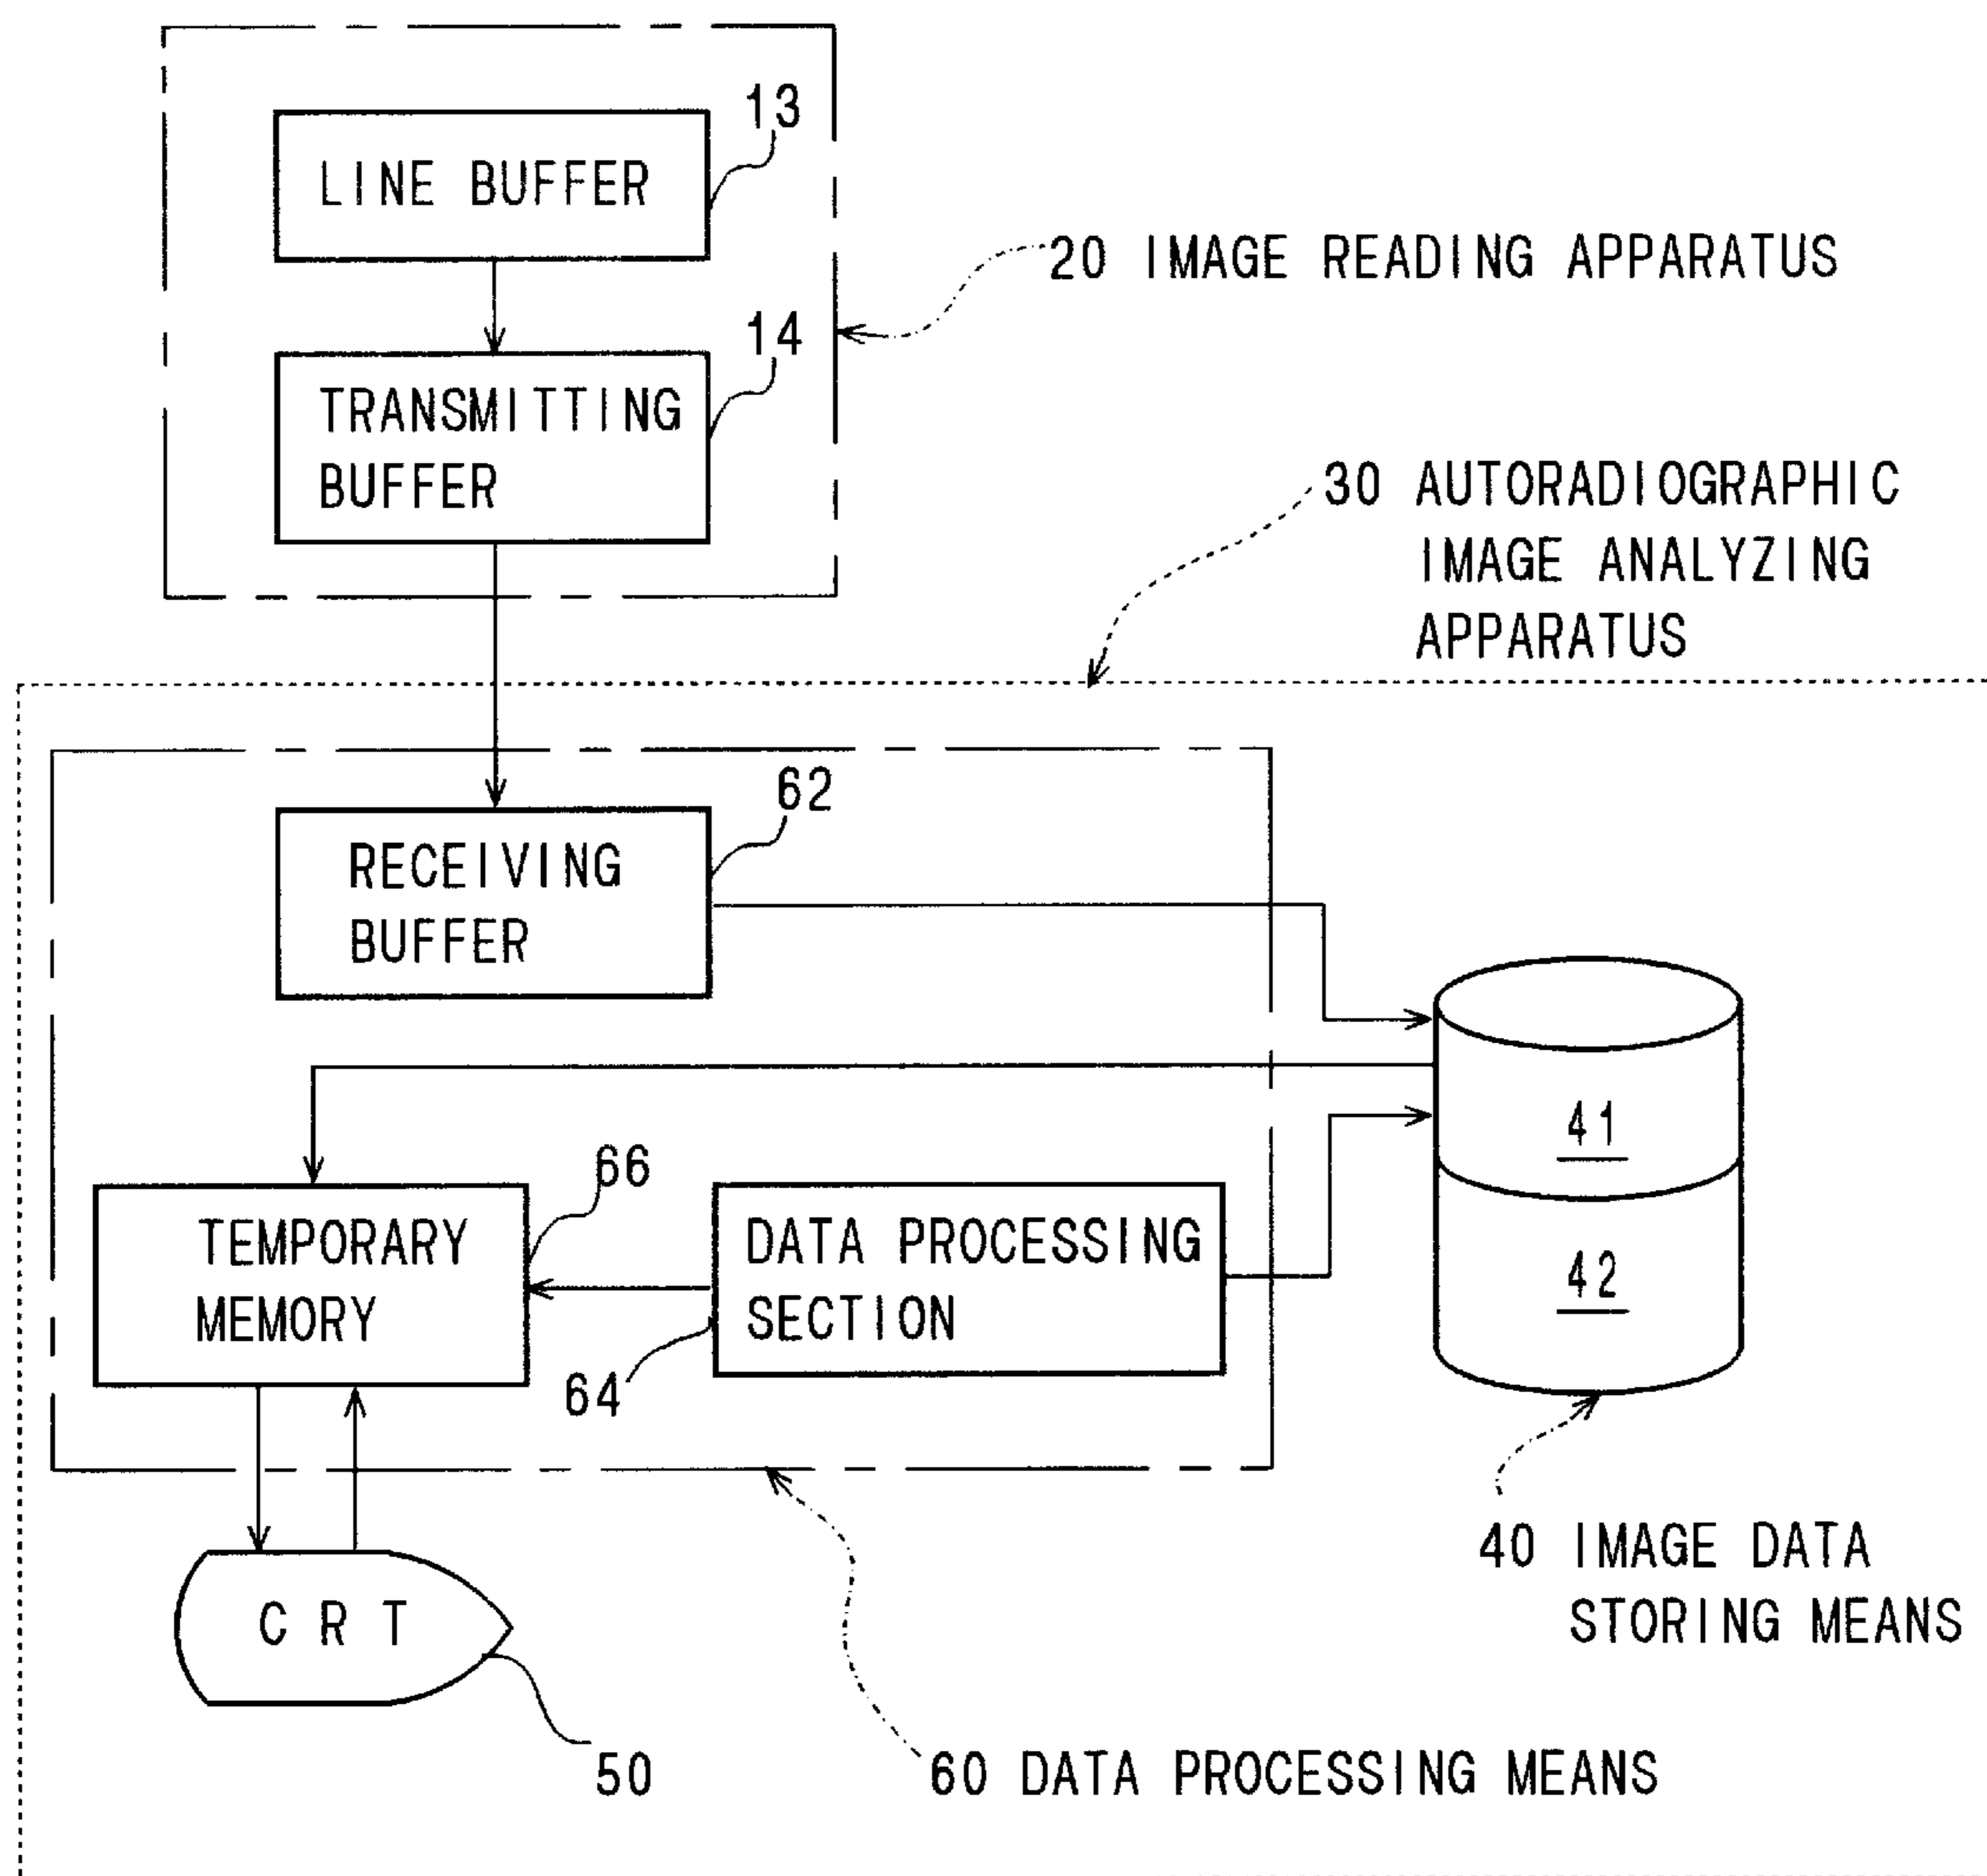 13
LINE BUFFER
20 IMAGE READING APPARATUS
14
TRANSMITTING
BUFFER
30 AUTORADIOGRAPHIC
IMAGE ANALYZING
APPARATUS
62
RECEIVING
BUFFER
41
66
TEMPORARY
MEMORY
DATA PROCESSING
SECTION
42
64
40 IMAGE DATA
STORING MEANS
CRT
50
60 DATA PROCESSING MEANS